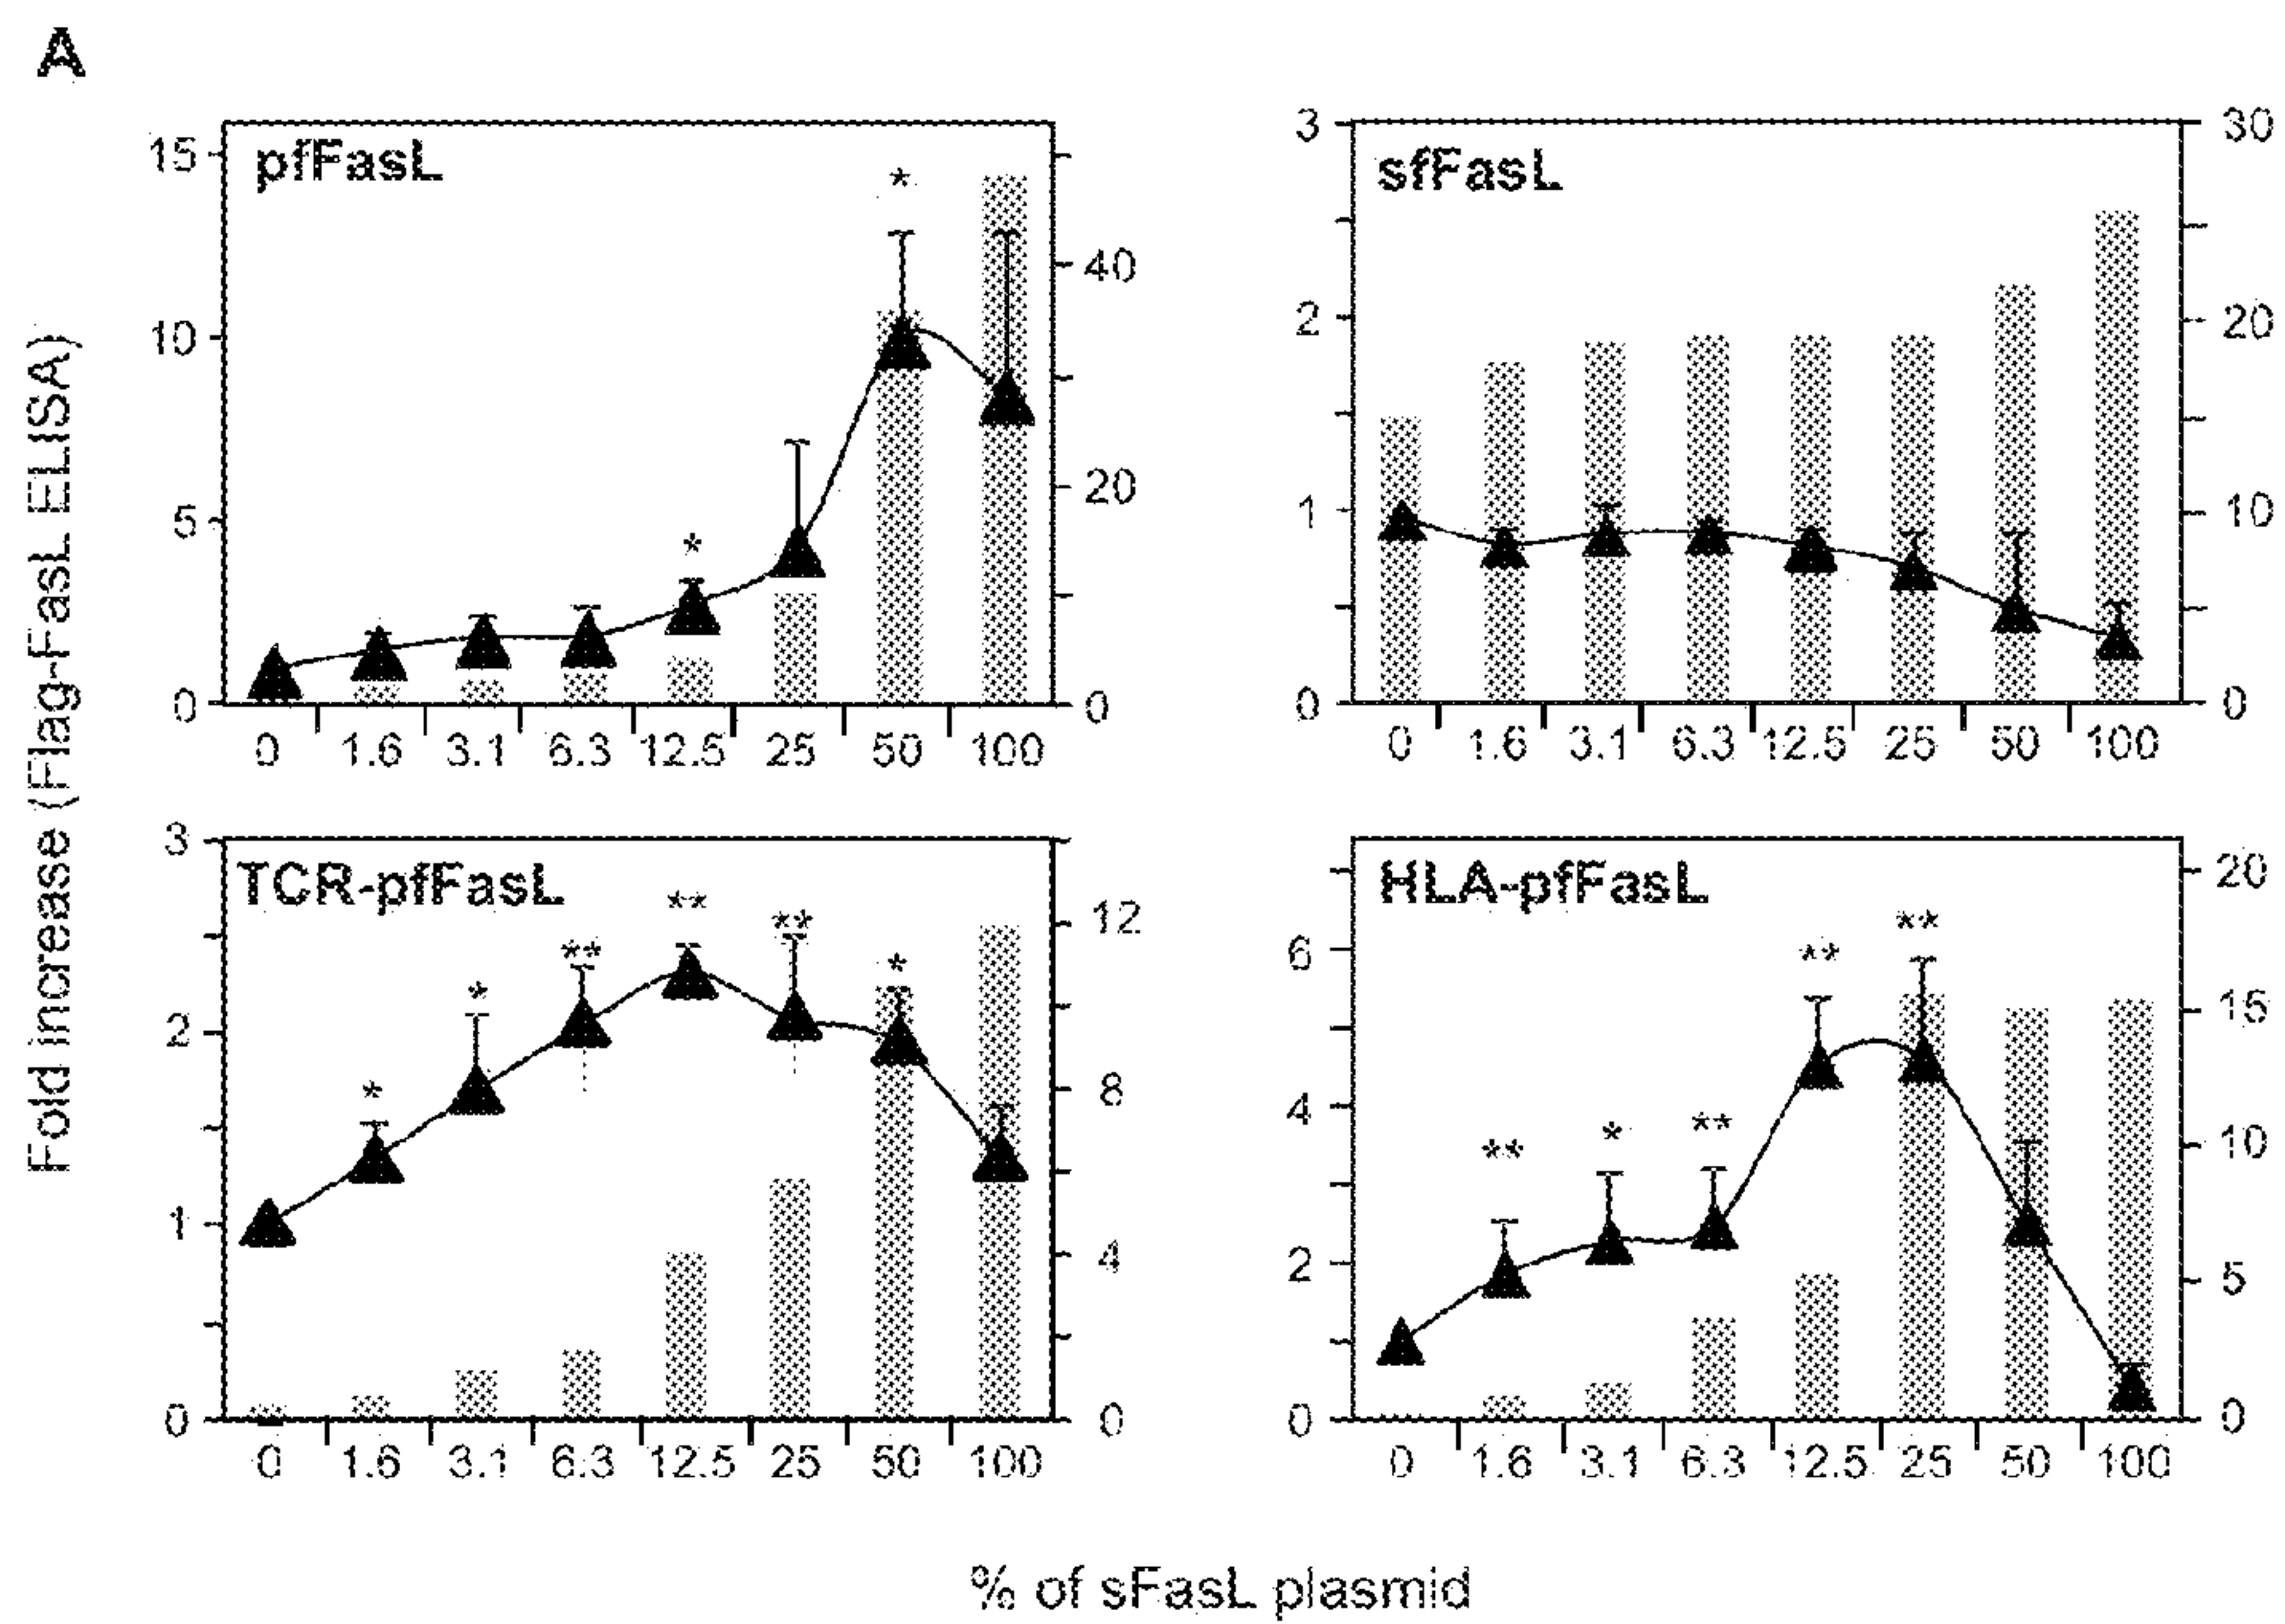 A
Fold increase (Flag-FasL ELISA)
pfFasL
15
10
5
0
*
*
40
20
0
0 1.6 3.1 6.3 12.5 25 50 100
sfFasL
3
2
1
0
30
20
10
0
0 1.6 3.1 6.3 12.5 25 50 100
TCR-pfFasL
3
2
1
0
* * ** ** ** *
12
8
4
0
0 1.6 3.1 6.3 12.5 25 50 100
HLA-pfFasL
6
4
2
0
** * ** ** **
20
15
10
5
0
0 1.6 3.1 6.3 12.5 25 50 100
% of sFasL plasmid